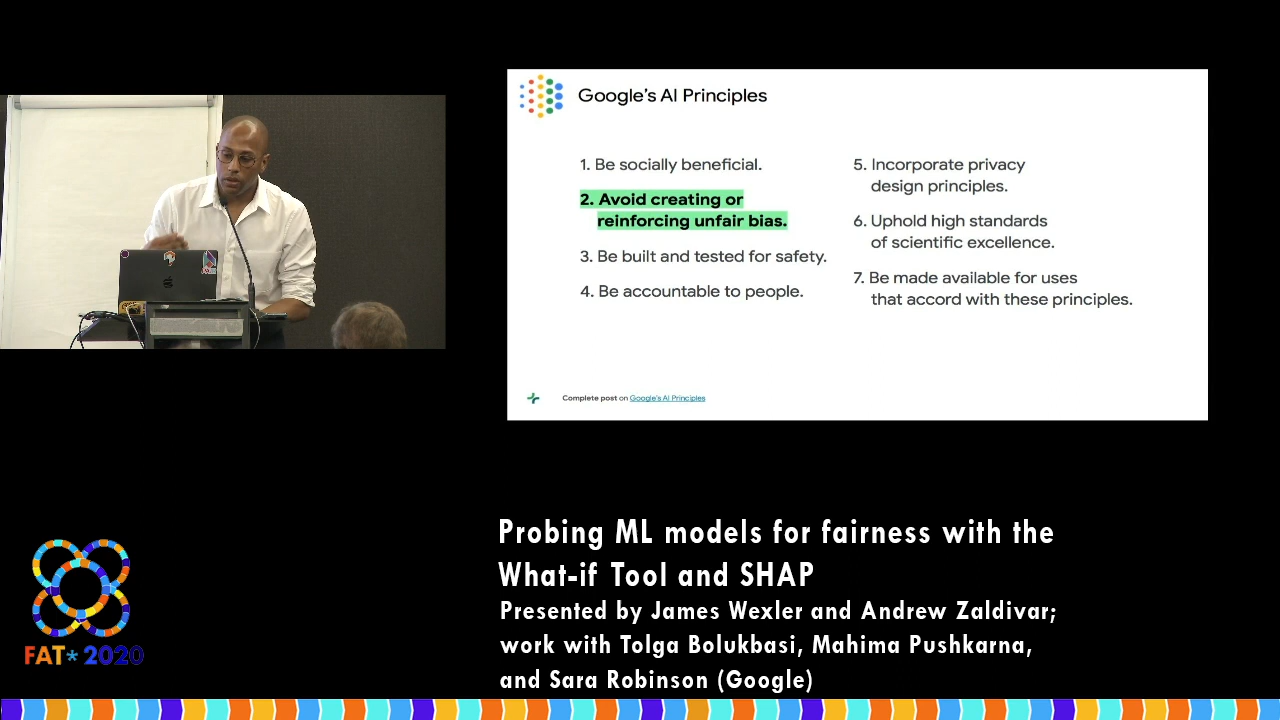 Google's AI Principles
1. Be socially beneficial.
2. Avoid creating or
reinforcing unfair bias.
3. Be built and tested for safety.
4. Be accountable to people.
5. Incorporate privacy
design principles.
6. Uphold high standards
of scientific excellence.
7. Be made available for uses
that accord with these principles.
Complete post on Google's AI Principles
Probing ML models for fairness with the
What-if Tool and SHAP
Presented by James Wexler and Andrew Zaldivar;
work with Tolga Bolukbasi, Mahima Pushkarna,
and Sara Robinson (Google)
FAT* 2020